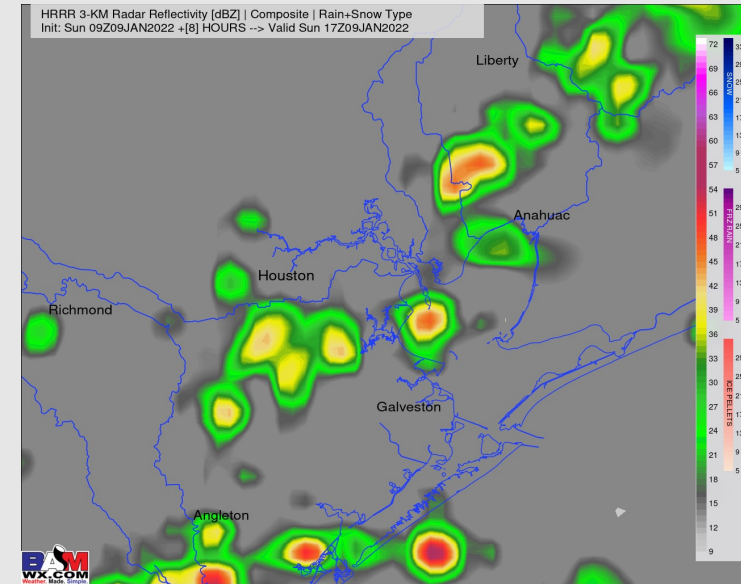 HRRR 3-KM Radar Reflectivity [dBZ] | Composite | Rain+Snow Type
Init: Sun 09Z09JAN2022 +[8] HOURS --> Valid Sun 17Z09JAN2022
Liberty
Anahuac
Houston
Richmond
Galveston
Angleton
72
69
66
63
60
57
54
51
48
45
42
39
36
33
30
27
24
21
18
15
12
9
SNOW
FRZ RAIN
ICE PELLETS
BAM
WX.COM
Weather. Made. Simple.